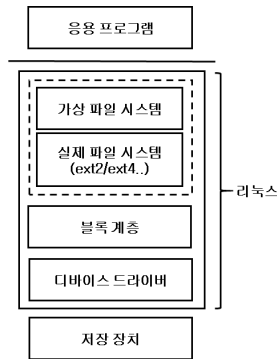 응용 프로그램
가상 파일 시스템
실제 파일 시스템
(ext2/ext4..)
블록 계층
디바이스 드라이버
리눅스
저장 장치